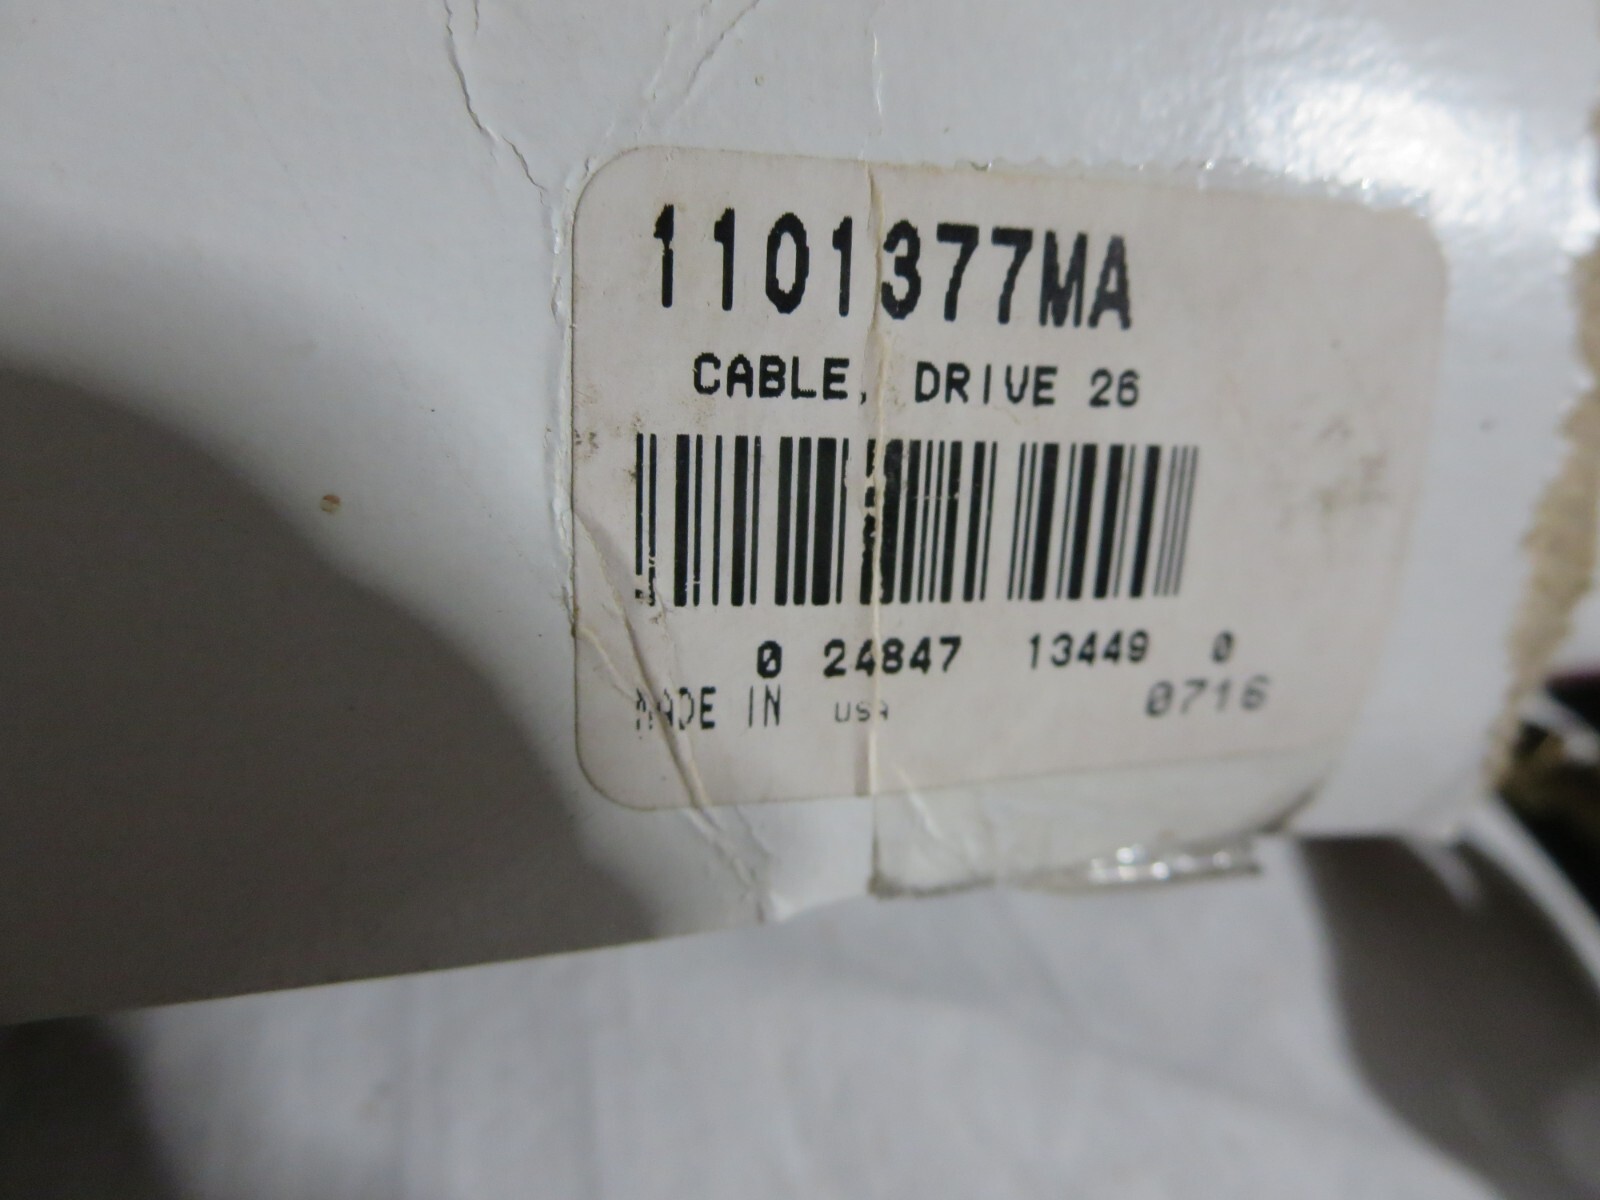 1101377MA
CABLE, DRIVE 26
0 24847 13449 0
MADE IN USA 0716